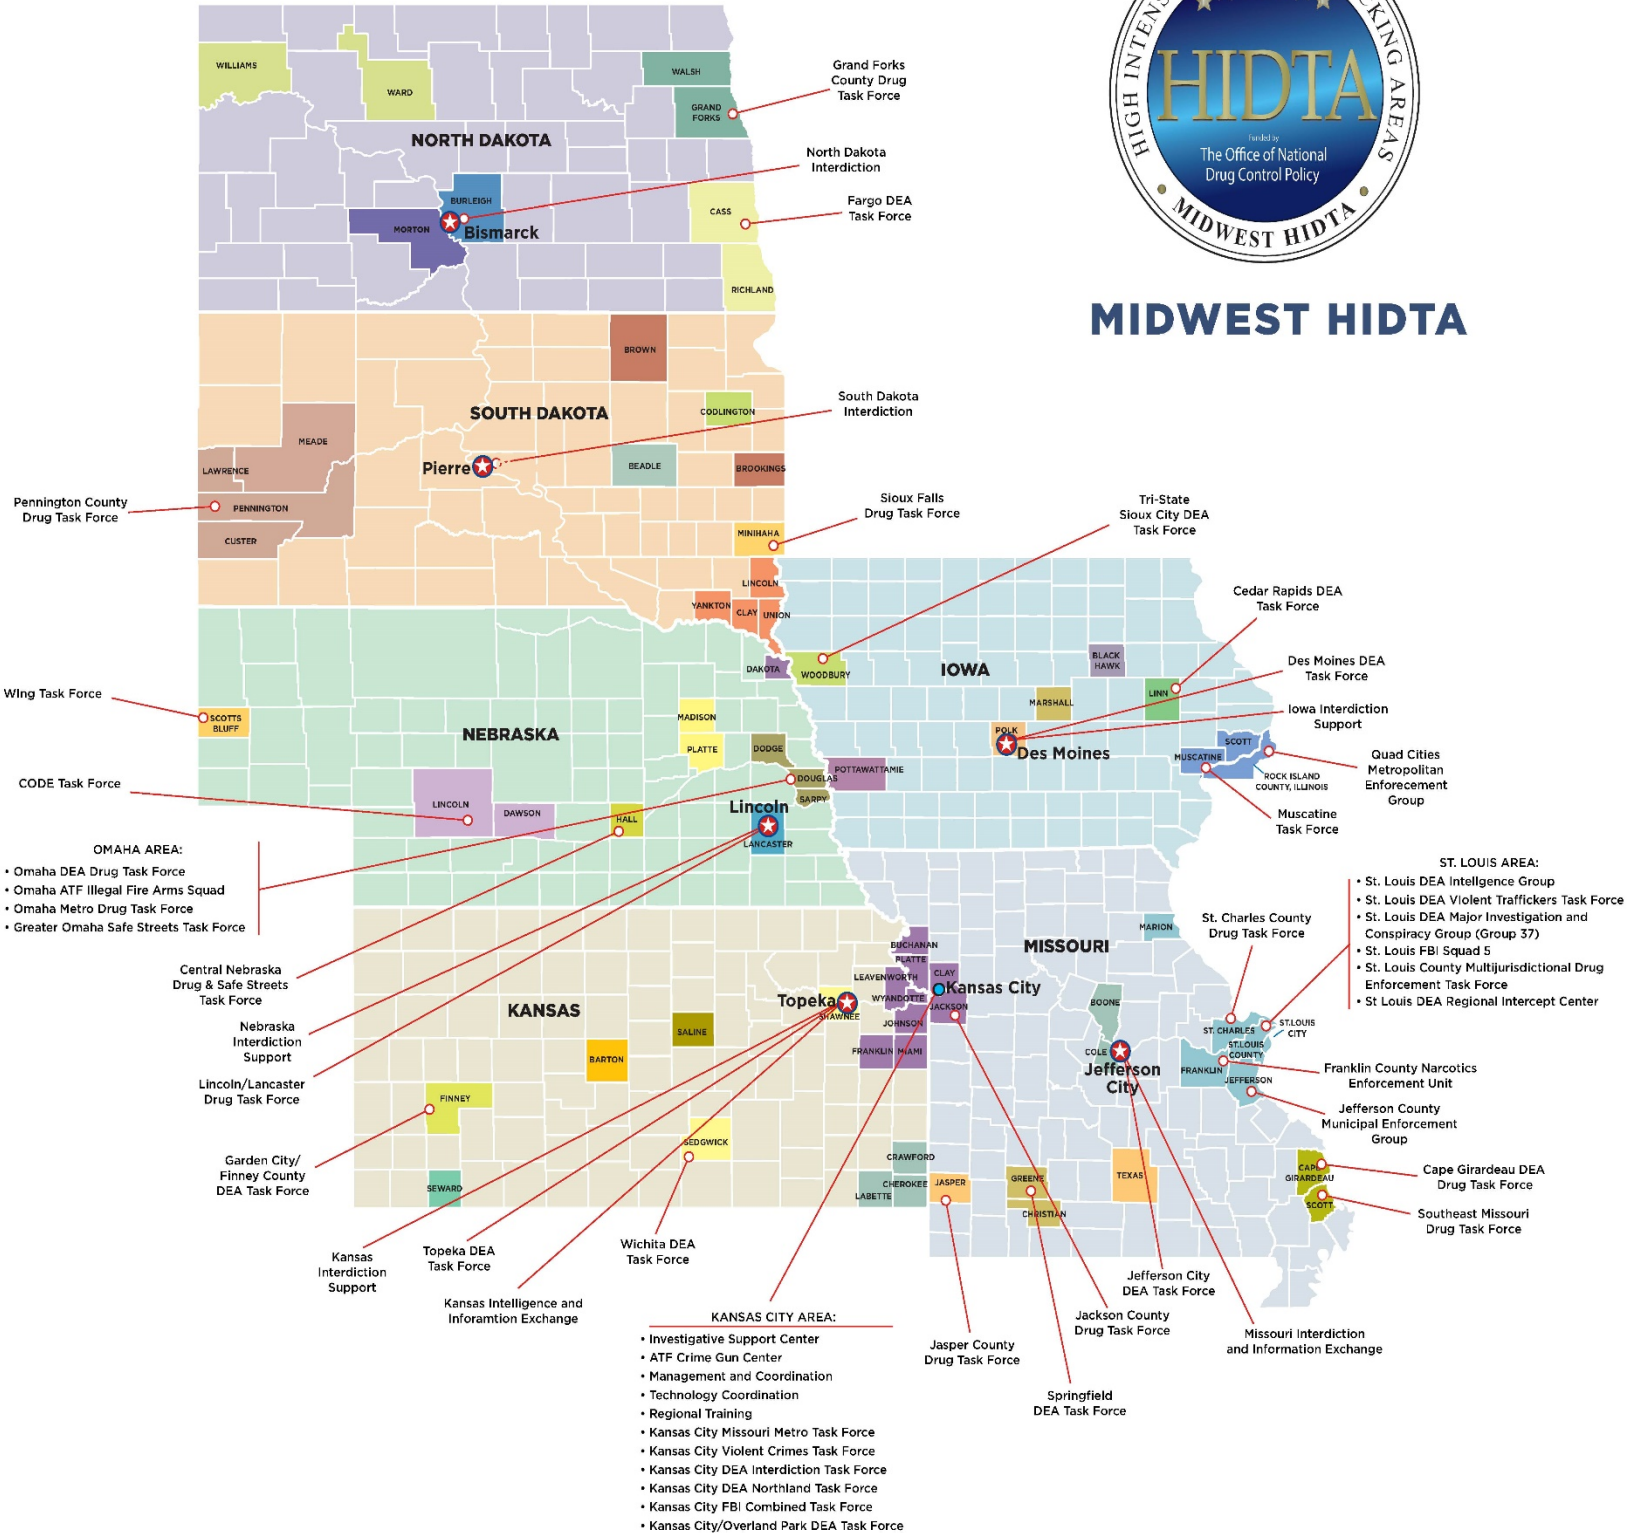 HIGH INTENS
CKING AREAS
HIDTA
Funded by
The Office of National
Drug Control Policy
MIDWEST HIDTA
MIDWEST HIDTA
WILLIAMS
WARD
WALSH
GRAND
FORKS
Grand Forks
County Drug
Task Force
NORTH DAKOTA
North Dakota
Interdiction
BURLEIGH
MORTON
Bismarck
CASS
Fargo DEA
Task Force
RICHLAND
BROWN
SOUTH DAKOTA
CODLINGTON
South Dakota
Interdiction
MEADE
LAWRENCE
Pierre
BEADLE
BROOKINGS
Pennington County
Drug Task Force
PENNINGTON
CUSTER
MINIHAHA
Sioux Falls
Drug Task Force
Tri-State
Sioux City DEA
Task Force
LINCOLN
YANKTON
CLAY
UNION
Cedar Rapids DEA
Task Force
DAKOTA
WOODBURY
IOWA
BLACK
HAWK
Des Moines DEA
Task Force
MARSHALL
LINN
Iowa Interdiction
Support
WIng Task Force
SCOTTS
BLUFF
NEBRASKA
MADISON
PLATTE
DODGE
POLK
Des Moines
SCOTT
MUSCATINE
ROCK ISLAND
COUNTY, ILLINOIS
Quad Cities
Metropolitan
Enforecement
Group
Muscatine
Task Force
CODE Task Force
LINCOLN
DAWSON
HALL
DOUGLAS
SARPY
POTTAWATTAMIE
Lincoln
LANCASTER
OMAHA AREA:
• Omaha DEA Drug Task Force
• Omaha ATF Illegal Fire Arms Squad
• Omaha Metro Drug Task Force
• Greater Omaha Safe Streets Task Force
Central Nebraska
Drug & Safe Streets
Task Force
Nebraska
Interdiction
Support
Lincoln/Lancaster
Drug Task Force
ST. LOUIS AREA:
• St. Louis DEA Intellgence Group
• St. Louis DEA VIolent Traffickers Task Force
• St. Louis DEA Major Investigation and
Conspiracy Group (Group 37)
• St. Louis FBI Squad 5
• St. Louis County Multijurisdictional Drug
Enforcement Task Force
• St Louis DEA Regional Intercept Center
St. Charles County
Drug Task Force
MARION
MISSOURI
BUCHANAN
PLATTE
CLAY
LEAVENWORTH
WYANDOTTE
JACKSON
Kansas City
JOHNSON
FRANKLIN
MIAMI
KANSAS
Topeka
SHAWNEE
SALINE
BARTON
FINNEY
SEDGWICK
SEWARD
BOONE
COLE
Jefferson
City
ST. CHARLES
ST.LOUIS
CITY
ST.LOUIS
COUNTY
FRANKLIN
JEFFERSON
Franklin County Narcotics
Enforcement Unit
Jefferson County
Municipal Enforcement
Group
Garden City/
Finney County
DEA Task Force
CRAWFORD
CHEROKEE
LABETTE
JASPER
GREENE
CHRISTIAN
TEXAS
CAPE
GIRARDEAU
SCOTT
Cape Girardeau DEA
Drug Task Force
Southeast Missouri
Drug Task Force
Kansas
Interdiction
Support
Topeka DEA
Task Force
Kansas Intelligence and
Inforamtion Exchange
Wichita DEA
Task Force
KANSAS CITY AREA:
• Investigative Support Center
• ATF Crime Gun Center
• Management and Coordination
• Technology Coordination
• Regional Training
• Kansas City Missouri Metro Task Force
• Kansas City Violent Crimes Task Force
• Kansas City DEA Interdiction Task Force
• Kansas City DEA Northland Task Force
• Kansas City FBI Combined Task Force
• Kansas City/Overland Park DEA Task Force
Jasper County
Drug Task Force
Springfield
DEA Task Force
Jackson County
Drug Task Force
Jefferson City
DEA Task Force
Missouri Interdiction
and Information Exchange